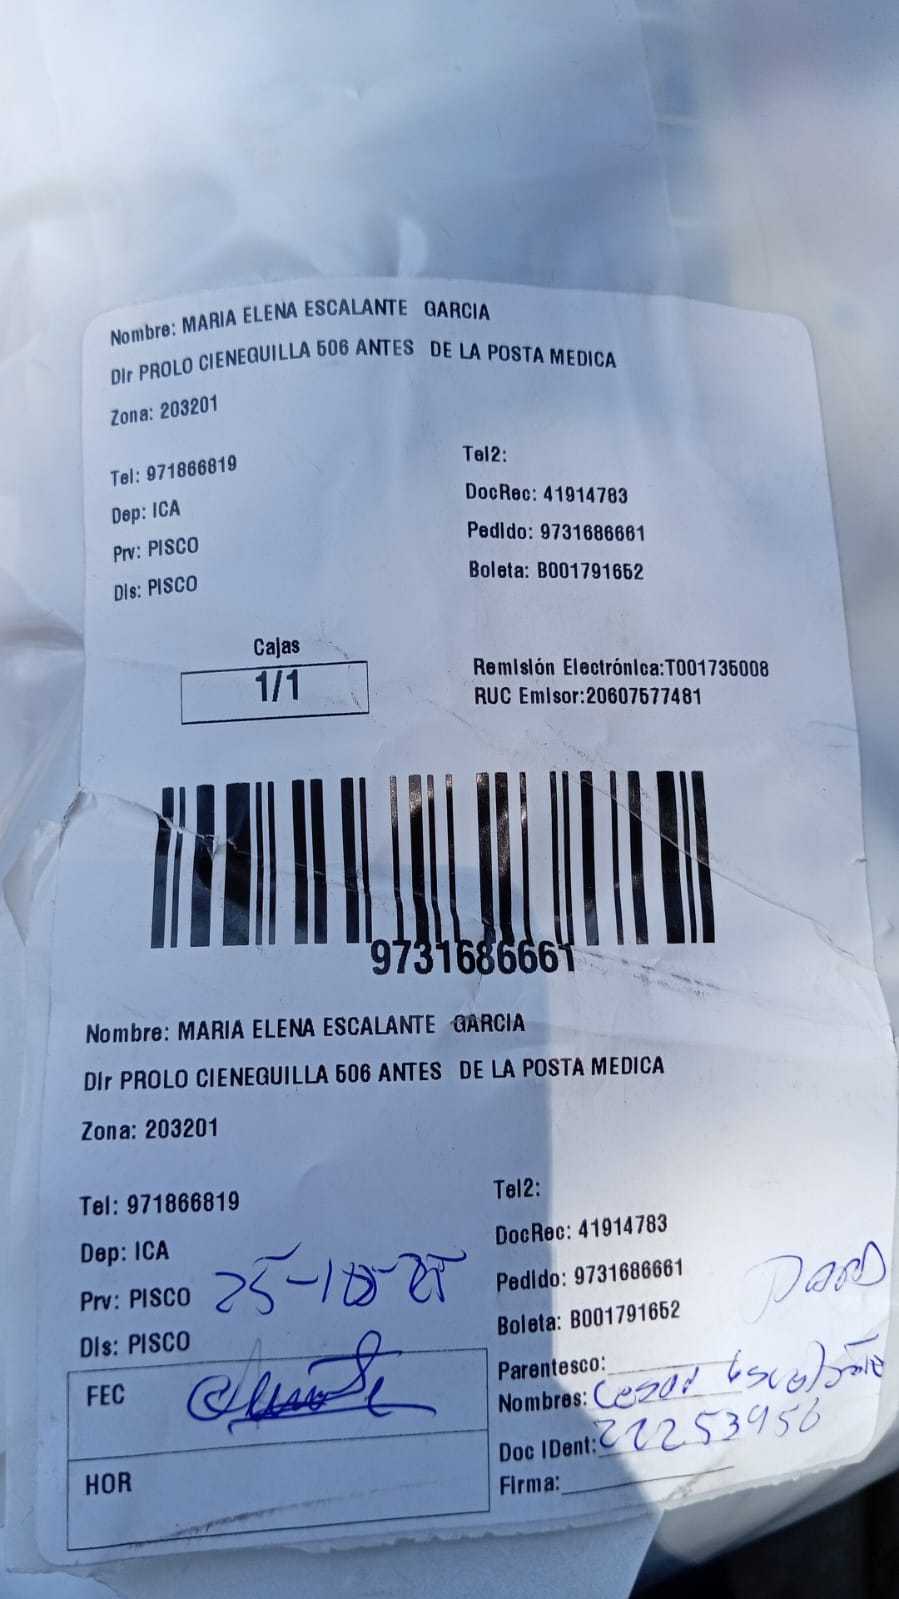 Nombre: MARIA ELENA ESCALANTE GARCIA
Dir PROLO CIENEGUILLA 506 ANTES DE LA POSTA MEDICA
Zona: 203201
Tel: 971866819
Tel2:
Dep: ICA
DocRec: 41914783
Prv: PISCO
Pedido: 9731686661
Dis: PISCO
Boleta: B001791652
Cajas
1/1
Remisión Electrónica:T001735008
RUC Emisor:20607577481
9731686661
Nombre: MARIA ELENA ESCALANTE GARCIA
Dir PROLO CIENEGUILLA 506 ANTES DE LA POSTA MEDICA
Zona: 203201
Tel: 971866819
Tel2:
Dep: ICA
DocRec: 41914783
Prv: PISCO
Pedido: 9731686661
Dis: PISCO
Boleta: B001791652
Parentesco:
FEC
Nombres: Cesar Escalante
Doc IDent: 22253956
HOR
Firma: